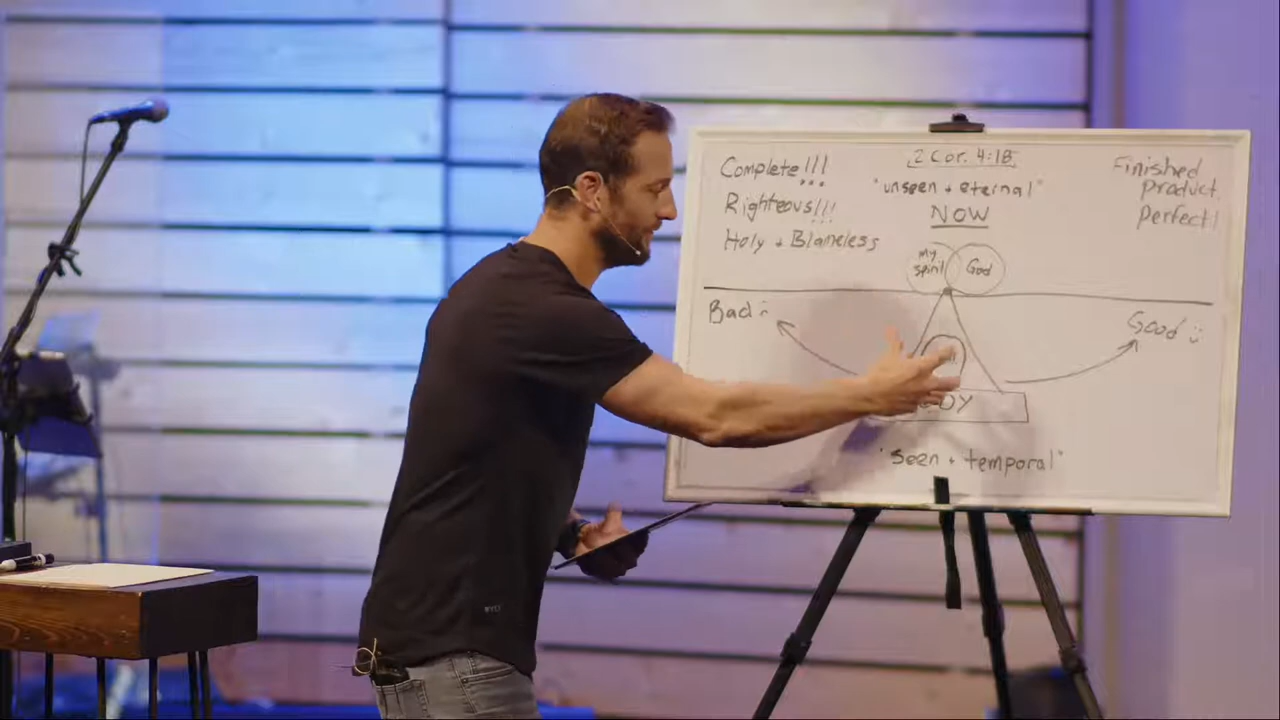 2 Cor. 4:18
"unseen + eternal"
NOW
Complete!!!
Righteous!!!
Holy + Blameless
Finished
Product
Perfect!
my
spirit
God
Bad :(
Good :)
"seen + temporal"